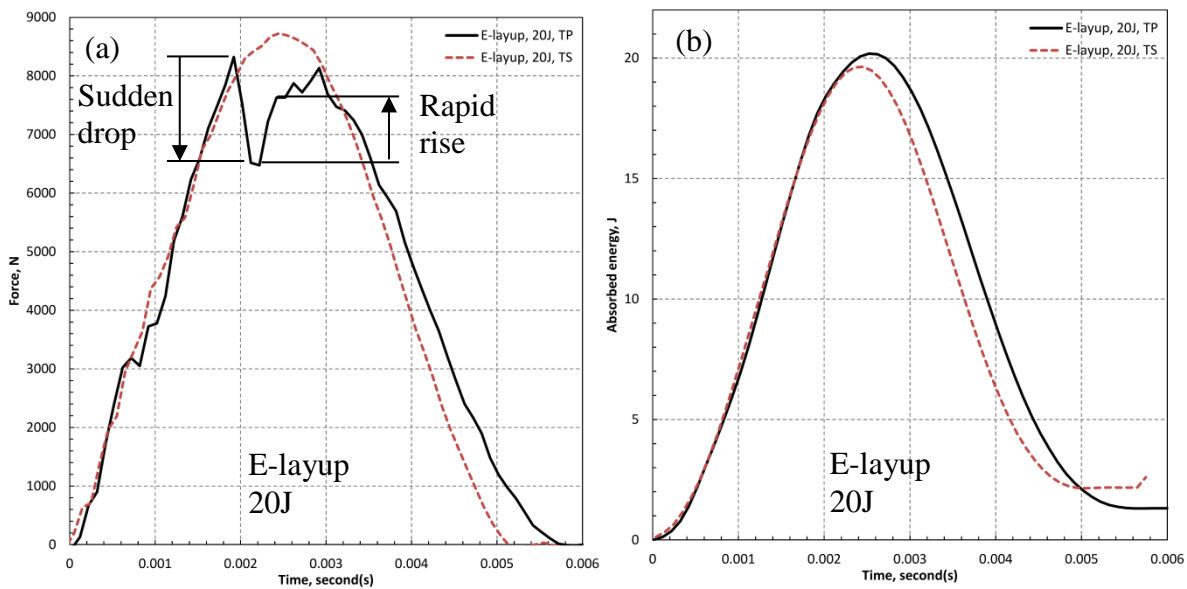 (a)
E-layup, 20J, TP
E-layup, 20J, TS
Sudden
drop
Rapid
rise
E-layup
20J
Force, N
9000
8000
7000
6000
5000
4000
3000
2000
1000
0
0 0.001 0.002 0.003 0.004 0.005 0.006
Time, second(s)
(b)
E-layup, 20J, TP
E-layup, 20J, TS
E-layup
20J
Absorbed energy, J
20
15
10
5
0
0 0.001 0.002 0.003 0.004 0.005 0.006
Time, second(s)